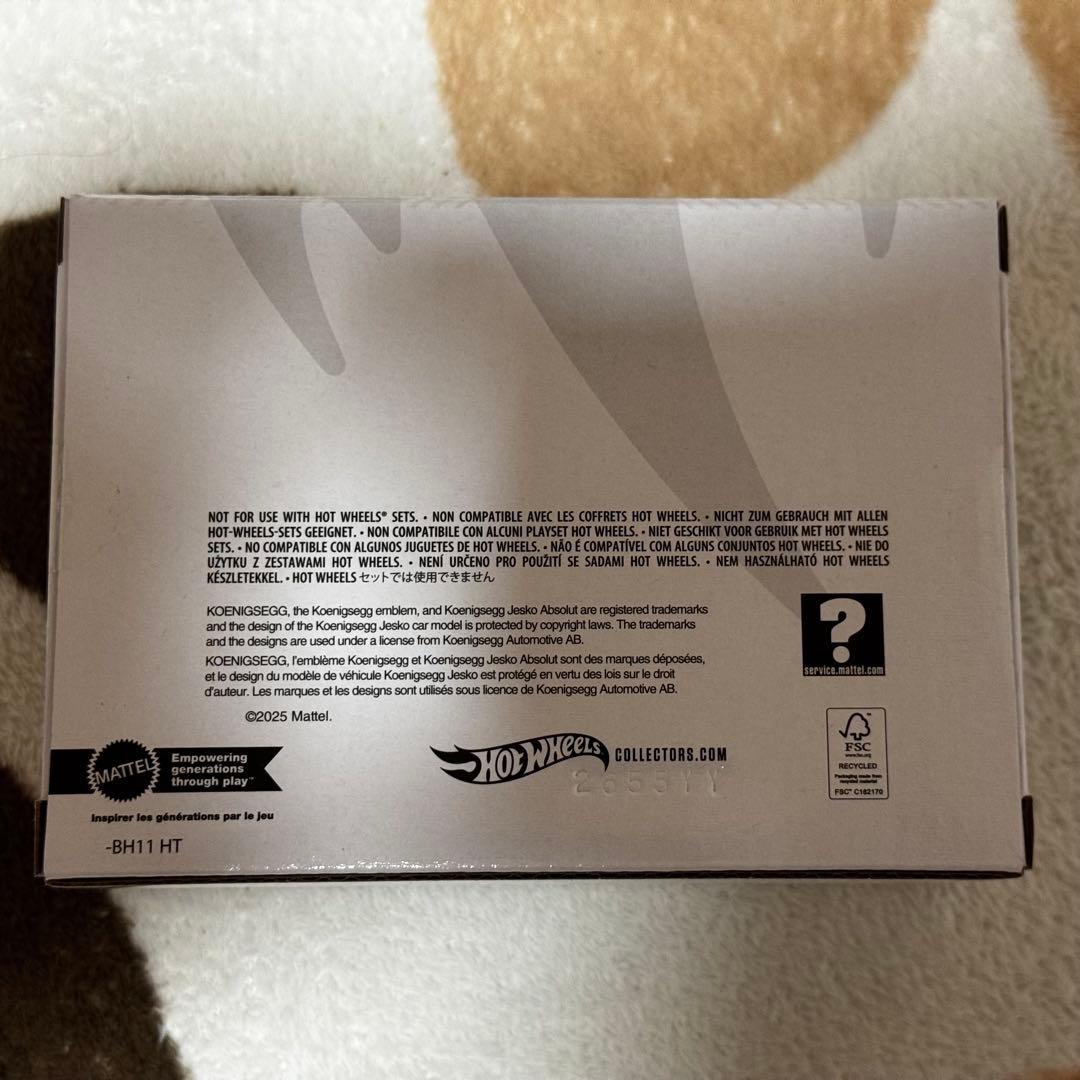 NOT FOR USE WITH HOT WHEELS® SETS. • NON COMPATIBLE AVEC LES COFFRETS HOT WHEELS. • NICHT ZUM GEBRAUCH MIT ALLEN
HOT-WHEELS-SETS GEEIGNET. • NON COMPATIBILE CON ALCUNI PLAYSET HOT WHEELS. • NIET GESCHIKT VOOR GEBRUIK MET HOT WHEELS
SETS. • NO COMPATIBLE CON ALGUNOS JUGUETES DE HOT WHEELS. • NÃO É COMPATÍVEL COM ALGUNS CONJUNTOS HOT WHEELS. • NIE DO
UŻYTKU Z ZESTAWAMI HOT WHEELS. • NENÍ URČENO PRO POUŽITÍ SE SADAMI HOT WHEELS. • NEM HASZNÁLHATÓ HOT WHEELS
KÉSZLETEKKEL. • HOT WHEELS セットでは使用できません
KOENIGSEGG, the Koenigsegg emblem, and Koenigsegg Jesko Absolut are registered trademarks
and the design of the Koenigsegg Jesko car model is protected by copyright laws. The trademarks
and the designs are used under a license from Koenigsegg Automotive AB.
KOENIGSEGG, l'emblème Koenigsegg et Koenigsegg Jesko Absolut sont des marques déposées,
et le design du modèle de véhicule Koenigsegg Jesko est protégé en vertu des lois sur le droit
d'auteur. Les marques et les designs sont utilisés sous licence de Koenigsegg Automotive AB.
?
service.mattel.com
©2025 Mattel.
MATTEL
Empowering
generations
through play™
Inspirer les générations par le jeu
-BH11 HT
HOT WHEELS COLLECTORS.COM
FSC
www.fsc.org
RECYCLED
Packaging made from
recycled material
FSC® C182170